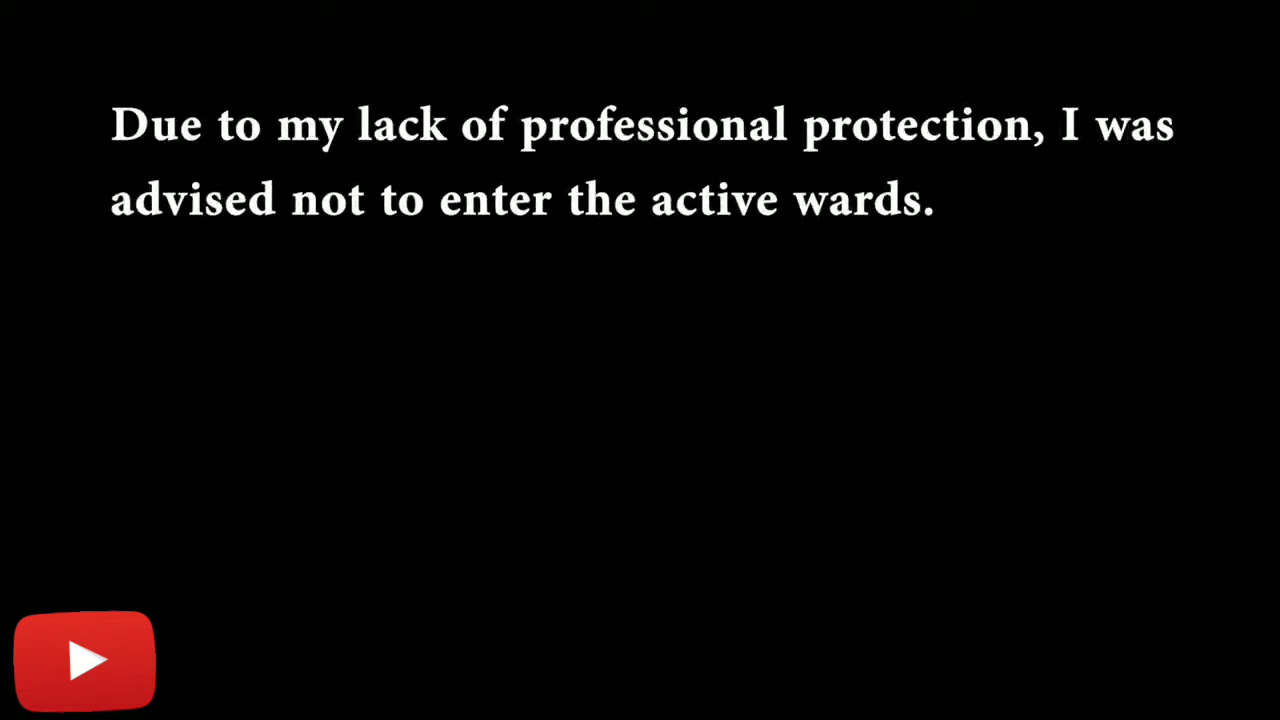 Due to my lack of professional protection, I was
advised not to enter the active wards.